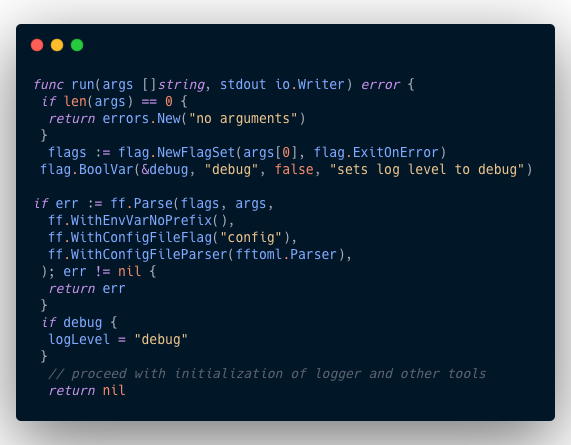 func run(args []string, stdout io.Writer) error {
 if len(args) == 0 {
  return errors.New("no arguments")
 }
  flags := flag.NewFlagSet(args[0], flag.ExitOnError)
 flag.BoolVar(&debug, "debug", false, "sets log level to debug")

if err := ff.Parse(flags, args,
  ff.WithEnvVarNoPrefix(),
  ff.WithConfigFileFlag("config"),
  ff.WithConfigFileParser(fftoml.Parser),
 ); err != nil {
  return err
 }
 if debug {
  logLevel = "debug"
 }
  // proceed with initialization of logger and other tools
  return nil